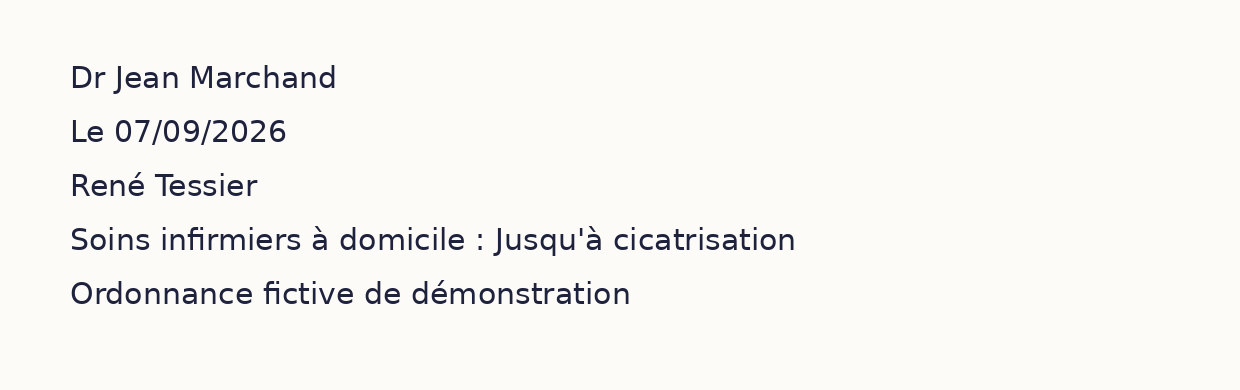 Dr Jean Marchand
Le 07/09/2026
René Tessier
Soins infirmiers à domicile : Jusqu'à cicatrisation
Ordonnance fictive de démonstration